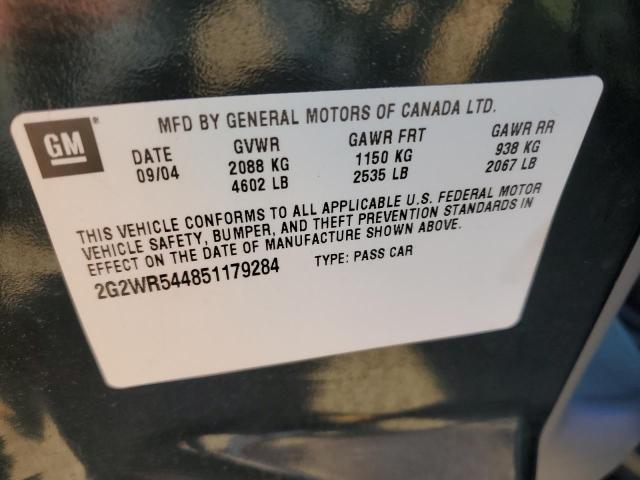 GM
MFD BY GENERAL MOTORS OF CANADA LTD.
DATE GVWR GAWR FRT GAWR RR
09/04 2088 KG 1150 KG 938 KG
4602 LB 2535 LB 2067 LB
THIS VEHICLE CONFORMS TO ALL APPLICABLE U.S. FEDERAL MOTOR
VEHICLE SAFETY, BUMPER, AND THEFT PREVENTION STANDARDS IN
EFFECT ON THE DATE OF MANUFACTURE SHOWN ABOVE.
2G2WR544851179284 TYPE: PASS CAR